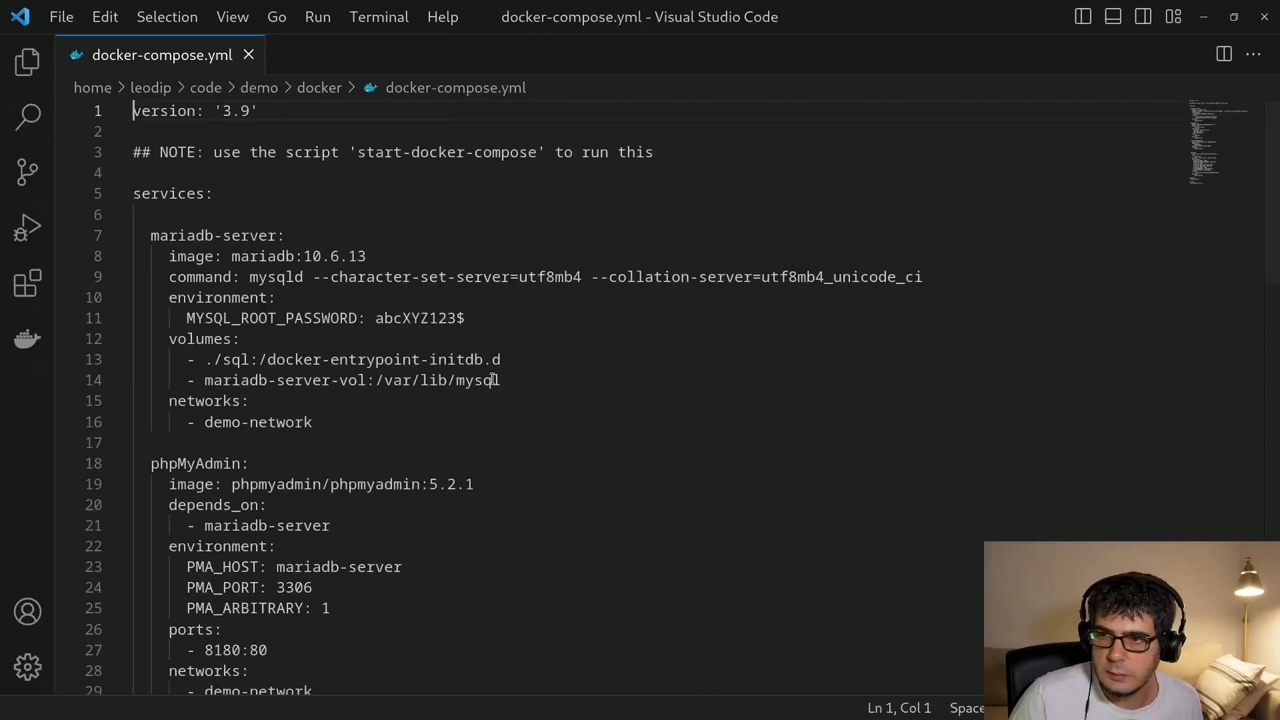 File Edit Selection View Go Run Terminal Help docker-compose.yml - Visual Studio Code
docker-compose.yml
home > leodip > code > demo > docker > docker-compose.yml
1 version: '3.9'
2
3 ## NOTE: use the script 'start-docker-compose' to run this
4
5 services:
6
7 mariadb-server:
8 image: mariadb:10.6.13
9 command: mysqld --character-set-server=utf8mb4 --collation-server=utf8mb4_unicode_ci
10 environment:
11 MYSQL_ROOT_PASSWORD: abcXYZ123$
12 volumes:
13 - ./sql:/docker-entrypoint-initdb.d
14 - mariadb-server-vol:/var/lib/mysql
15 networks:
16 - demo-network
17
18 phpMyAdmin:
19 image: phpmyadmin/phpmyadmin:5.2.1
20 depends_on:
21 - mariadb-server
22 environment:
23 PMA_HOST: mariadb-server
24 PMA_PORT: 3306
25 PMA_ARBITRARY: 1
26 ports:
27 - 8180:80
28 networks:
29 - demo-network
Ln 1, Col 1 Space